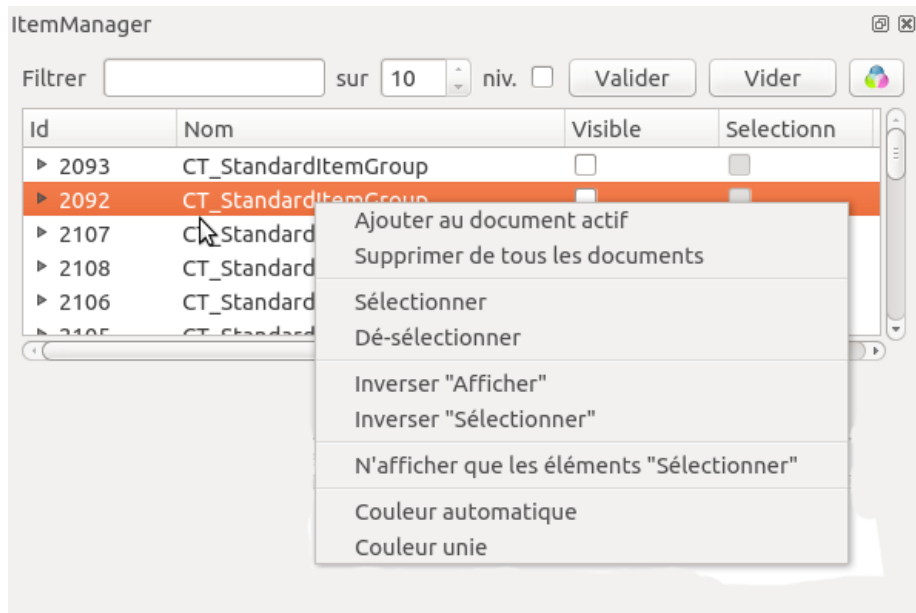 ItemManager
Filtrer sur 10 niv. Valider Vider
Id Nom Visible Selectionn
2093 CT_StandardItemGroup
2092 CT_StandardItemGroup
2107 CT_Standard
2108 CT_Standard
2106 CT_Standard
2105 CT_Standard
Ajouter au document actif
Supprimer de tous les documents
Sélectionner
Dé-sélectionner
Inverser "Afficher"
Inverser "Sélectionner"
N'afficher que les éléments "Sélectionner"
Couleur automatique
Couleur unie